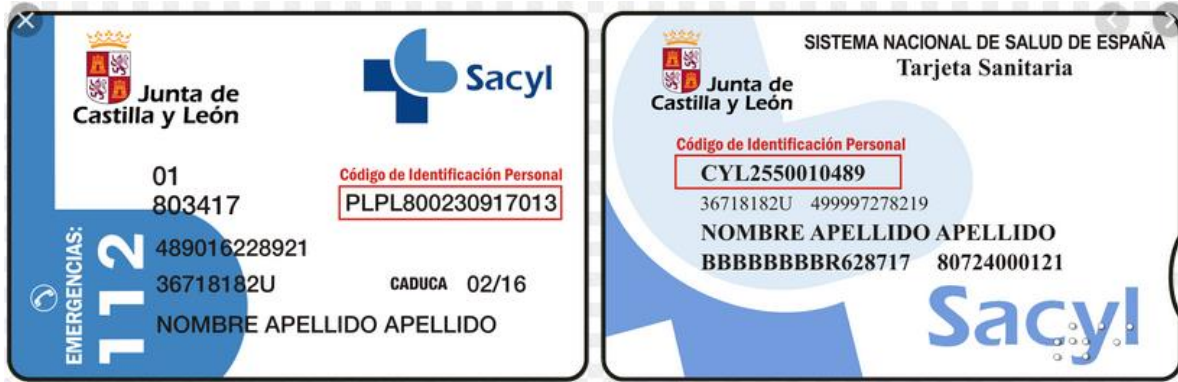 Junta de
Castilla y León
Sacyl
01
803417
Código de Identificación Personal
PLPL800230917013
EMERGENCIAS:
112
489016228921
36718182U
CADUCA 02/16
NOMBRE APELLIDO APELLIDO
SISTEMA NACIONAL DE SALUD DE ESPAÑA
Tarjeta Sanitaria
Junta de
Castilla y León
Código de Identificación Personal
CYL2550010489
36718182U 499997278219
NOMBRE APELLIDO APELLIDO
BBBBBBBBR628717 80724000121
Sacyl